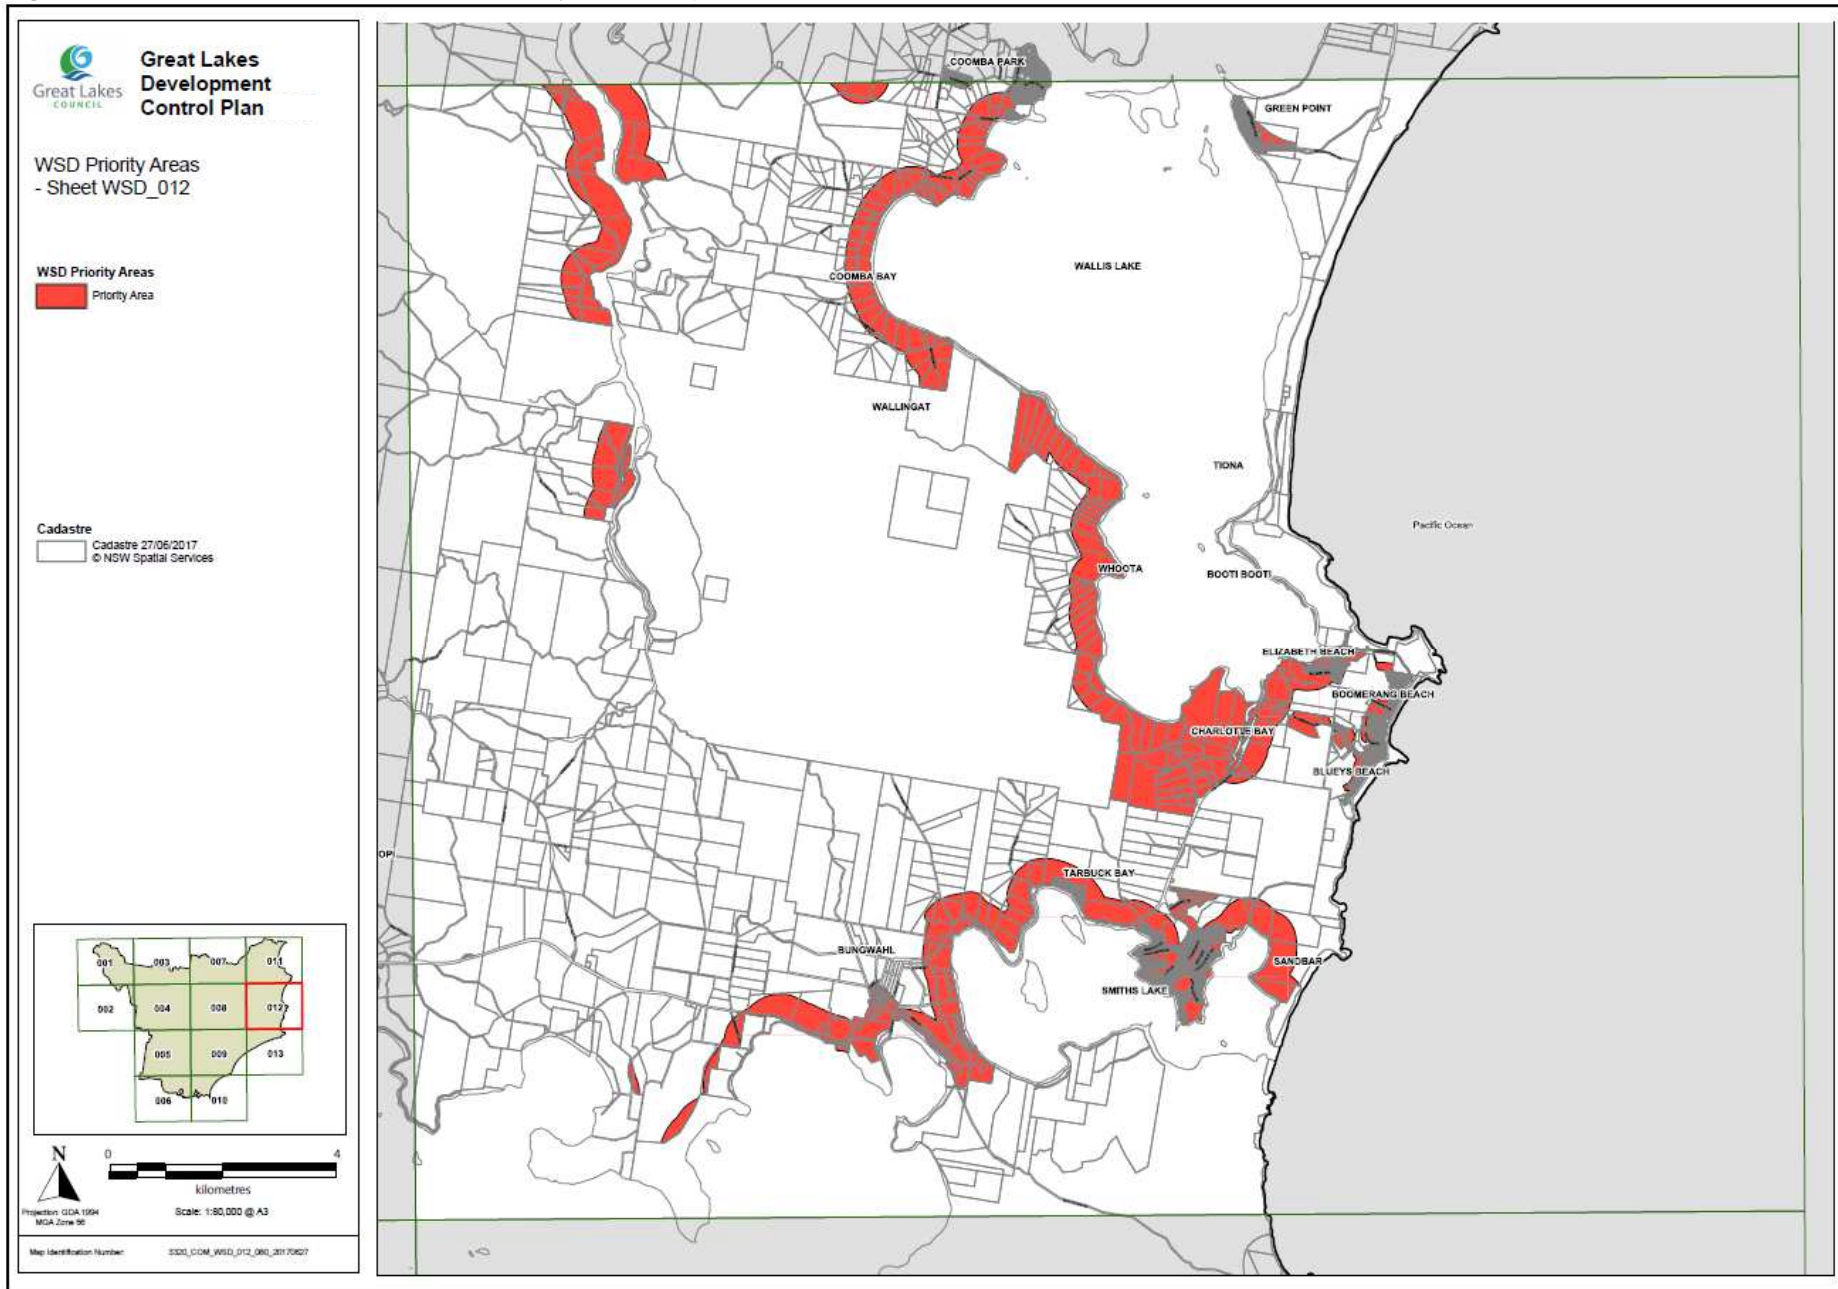 Great Lakes
COUNCIL
Great Lakes
Development
Control Plan
WSD Priority Areas
- Sheet WSD_012
WSD Priority Areas
Priority Area
Cadastre
Cadastre 27/06/2017
© NSW Spatial Services
001
003
007
011
002
004
008
012
005
009
013
006
010
N
0
4
kilometres
Projection: GDA 1994
MGA Zone 56
Scale: 1:80,000 @ A3
Map Identification Number:
3320_COM_WSD_012_080_20170627
COOMBA PARK
GREEN POINT
COOMBA BAY
WALLIS LAKE
WALLINGAT
TIONA
Pacific Ocean
WHOOTA
BOOTI BOOTI
ELIZABETH BEACH
BOOMERANG BEACH
CHARLOTTE BAY
BLUEYS BEACH
OPI
TARBUCK BAY
BUNGWAHL
SANDBAR
SMITHS LAKE